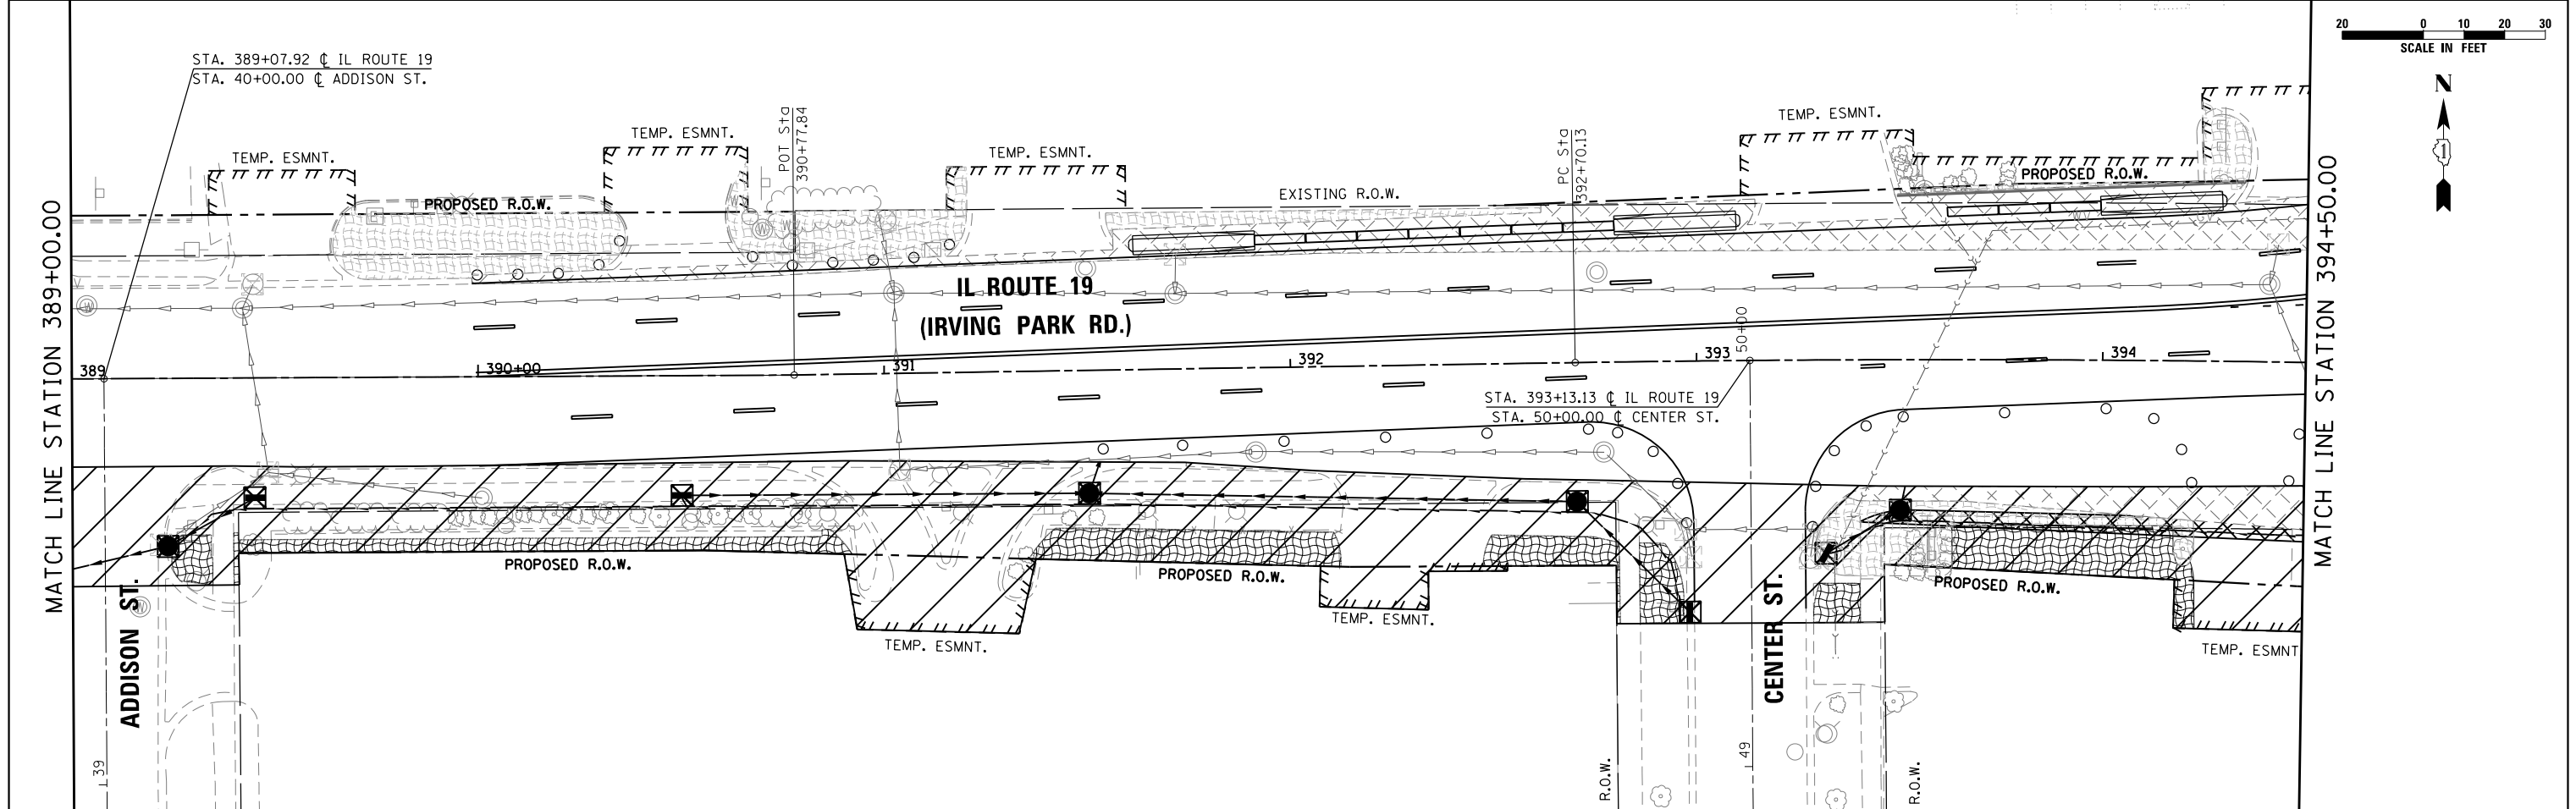 20 0 10 20 30
SCALE IN FEET
N
1
STA. 389+07.92 ℄ IL ROUTE 19
STA. 40+00.00 ℄ ADDISON ST.
POT Sta
390+77.84
PC Sta
392+70.13
TEMP. ESMNT.
TEMP. ESMNT.
TEMP. ESMNT.
TEMP. ESMNT.
PROPOSED R.O.W.
EXISTING R.O.W.
PROPOSED R.O.W.
MATCH LINE STATION 389+00.00
MATCH LINE STATION 394+50.00
W
W
W
IL ROUTE 19
(IRVING PARK RD.)
389
390+00
391
392
393
394
50+00
STA. 393+13.13 ℄ IL ROUTE 19
STA. 50+00.00 ℄ CENTER ST.
PROPOSED R.O.W.
PROPOSED R.O.W.
PROPOSED R.O.W.
TEMP. ESMNT.
TEMP. ESMNT.
TEMP. ESMNT
W
ADDISON ST.
CENTER ST.
39
49
R.O.W.
R.O.W.